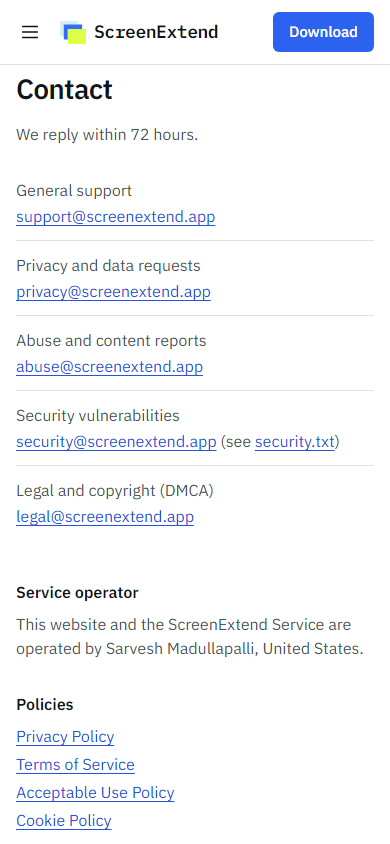 ScreenExtend
Download
Contact
We reply within 72 hours.
General support
support@screenextend.app
Privacy and data requests
privacy@screenextend.app
Abuse and content reports
abuse@screenextend.app
Security vulnerabilities
security@screenextend.app (see security.txt)
Legal and copyright (DMCA)
legal@screenextend.app
Service operator
This website and the ScreenExtend Service are
operated by Sarvesh Madullapalli, United States.
Policies
Privacy Policy
Terms of Service
Acceptable Use Policy
Cookie Policy